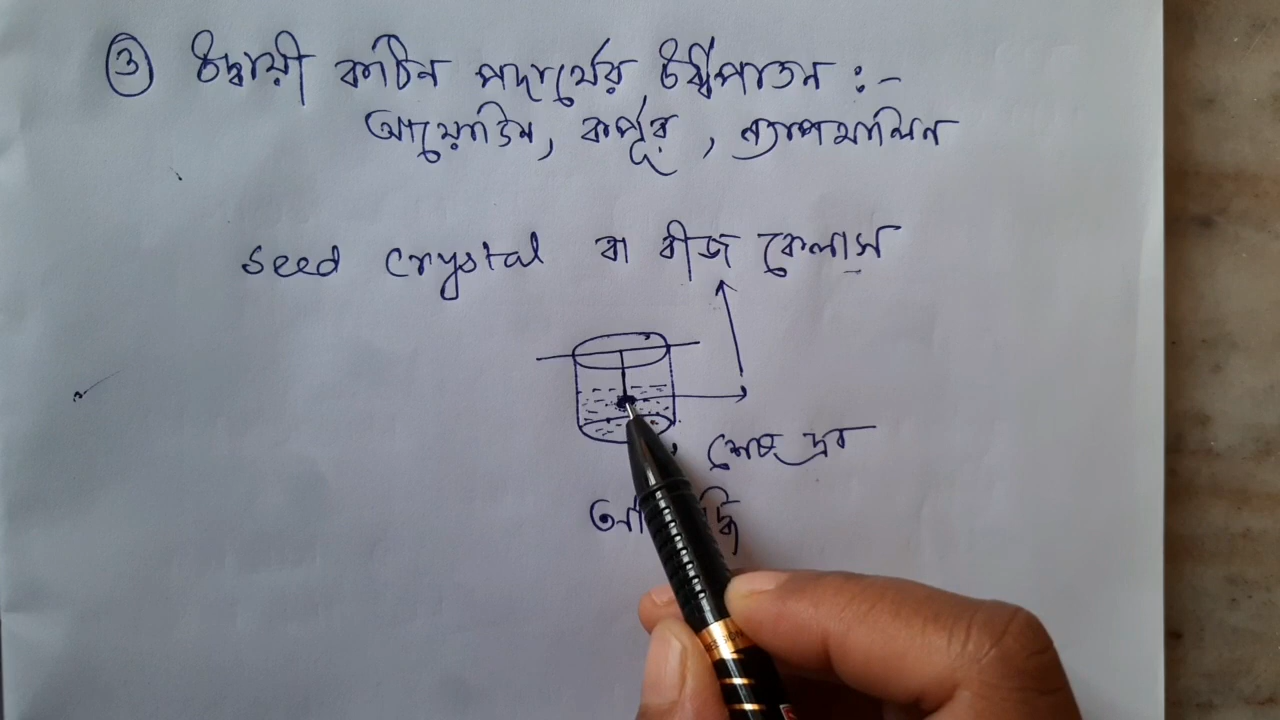 ③ উদ্বায়ী কঠিন পদার্থের ঊর্ধ্বপাতন :-
আয়োডিন, কর্পূর, ন্যাপথালিন
seed crystal বা বীজ কেলাস
শেষ দ্রব